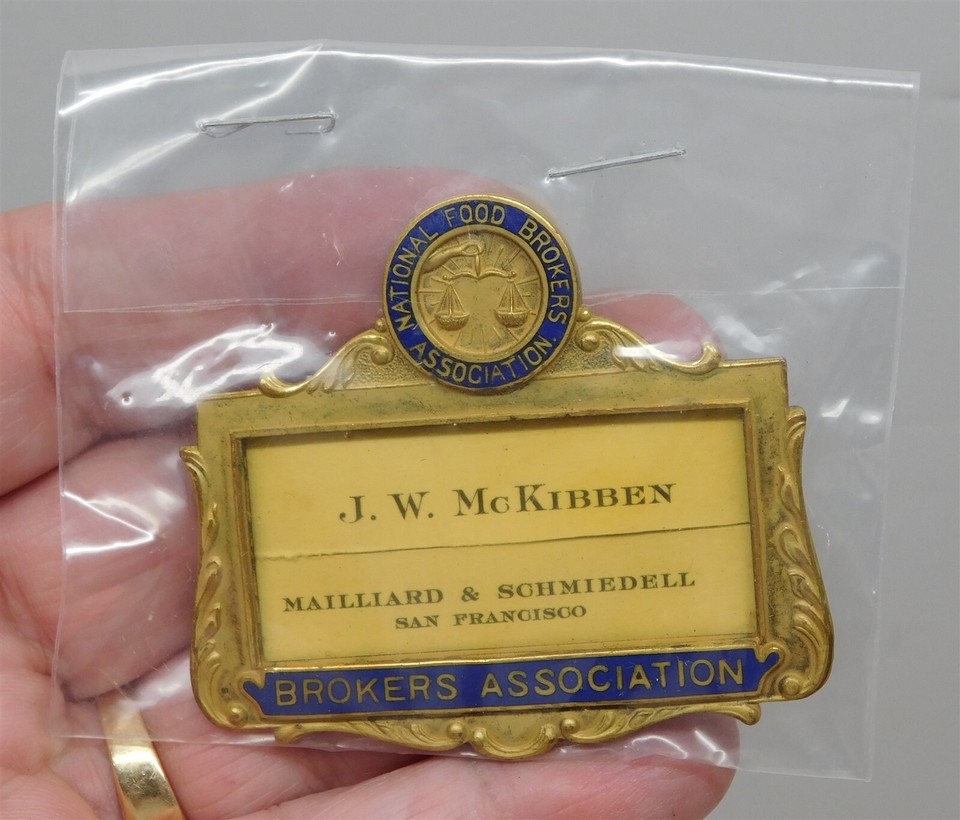 NATIONAL FOOD BROKERS
ASSOCIATION.
J. W. McKIBBEN
MAILLIARD & SCHMIEDELL
SAN FRANCISCO
BROKERS ASSOCIATION